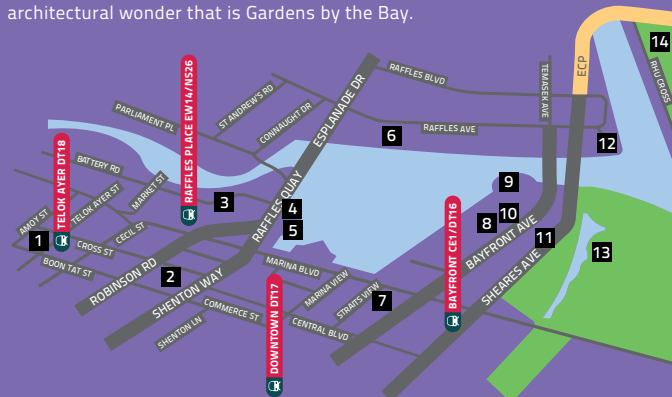 architectural wonder that is Gardens by the Bay.
14
ECP
RHU CROSS
TEMASEK AVE
RAFFLES BLVD
ESPLANADE DR
RAFFLES PLACE EW14/NS26
ST ANDREW'S RD
CONNAUGHT DR
PARLIAMENT PL
RAFFLES AVE
6
12
TELOK AYER DT18
BATTERY RD
MARKET ST
3
9
4
RAFFLES QUAY
5
8
10
BAYFRONT CE1/DT16
BAYFRONT AVE
11
13
AMOY ST
TELOK AYER ST
CECIL ST
1
CROSS ST
BOON TAT ST
2
ROBINSON RD
SHENTON WAY
MARINA BLVD
MARINA VIEW
STRAITS VIEW
7
SHEARES AVE
COMMERCE ST
SHENTON LN
DOWNTOWN DT17
CENTRAL BLVD